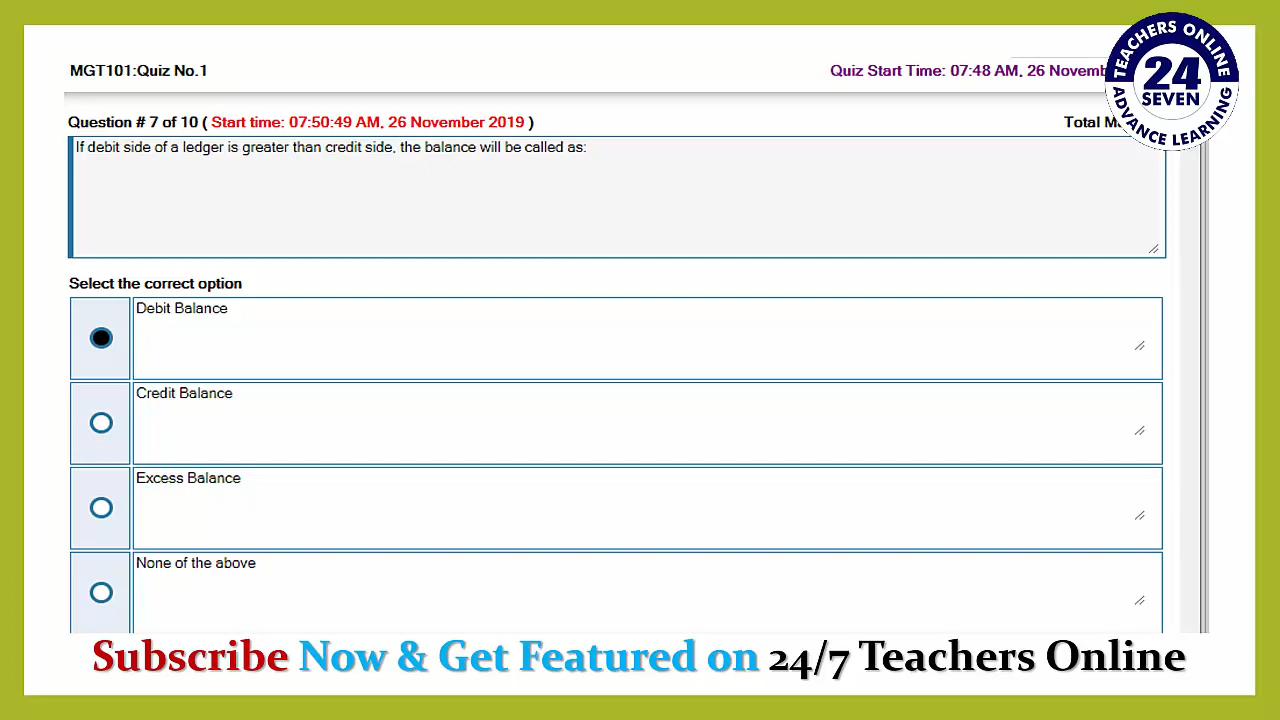 MGT101:Quiz No.1
Quiz Start Time: 07:48 AM, 26
TEACHERS ONLINE
24
SEVEN
ADVANCE LEARNING
Question # 7 of 10 ( Start time: 07:50:49 AM, 26 November 2019 )
Total
If debit side of a ledger is greater than credit side, the balance will be called as:
Select the correct option
Debit Balance
Credit Balance
Excess Balance
None of the above
Subscribe Now & Get Featured on 24/7 Teachers Online